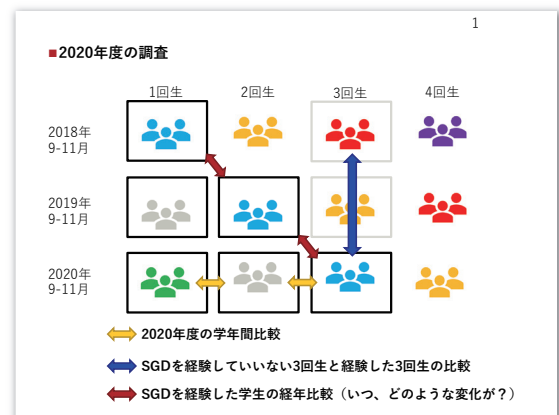 1
■2020年度の調査
1回生 2回生 3回生 4回生
2018年
9-11月
2019年
9-11月
2020年
9-11月
2020年度の学年間比較
SGDを経験していいない3回生と経験した3回生の比較
SGDを経験した学生の経年比較（いつ、どのような変化が？）